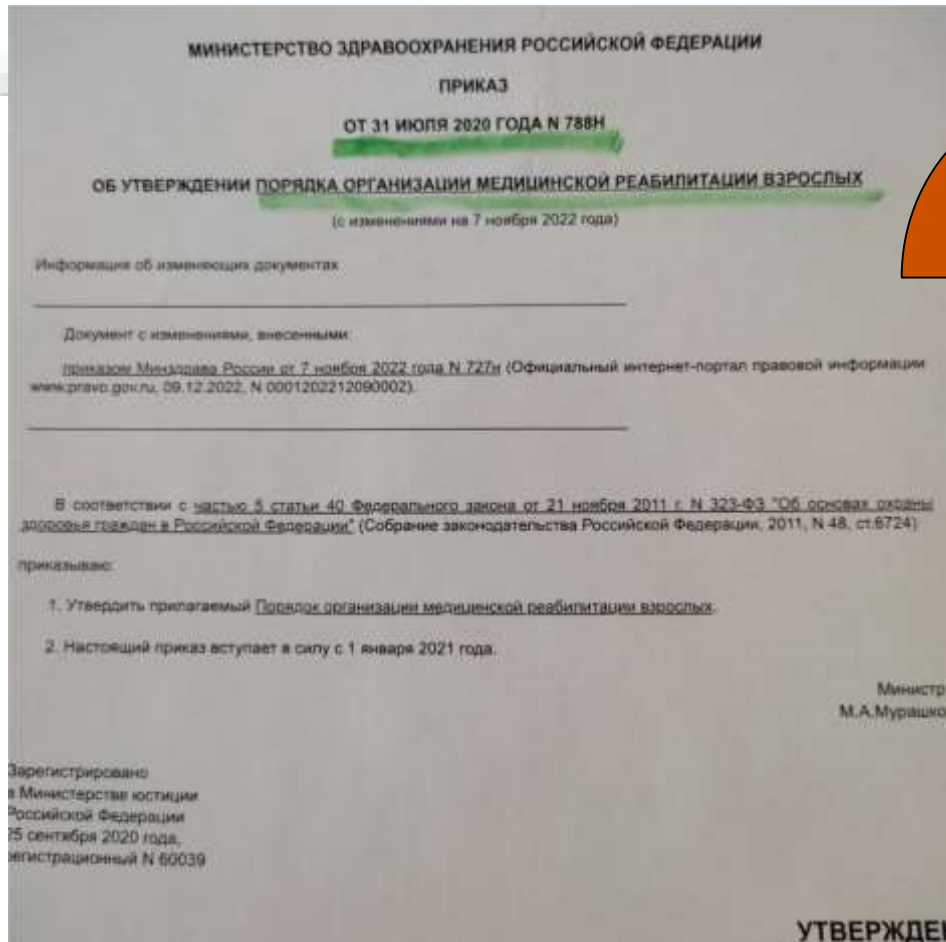 МИНИСТЕРСТВО ЗДРАВООХРАНЕНИЯ РОССИЙСКОЙ ФЕДЕРАЦИИ
ПРИКАЗ
ОТ 31 ИЮЛЯ 2020 ГОДА N 788Н
ОБ УТВЕРЖДЕНИИ ПОРЯДКА ОРГАНИЗАЦИИ МЕДИЦИНСКОЙ РЕАБИЛИТАЦИИ ВЗРОСЛЫХ
(с изменениями на 7 ноября 2022 года)
Информация об изменяющих документах
Документ с изменениями, внесенными:
приказом Минздрава России от 7 ноября 2022 года N 727н (Официальный интернет-портал правовой информации
www.pravo.gov.ru, 09.12.2022, N 0001202212090002).
В соответствии с частью 5 статьи 40 Федерального закона от 21 ноября 2011 г. N 323-ФЗ "Об основах охраны
здоровья граждан в Российской Федерации" (Собрание законодательства Российской Федерации, 2011, N 48, ст.6724)
приказываю:
1. Утвердить прилагаемый Порядок организации медицинской реабилитации взрослых.
2. Настоящий приказ вступает в силу с 1 января 2021 года.
Министр
М.А.Мурашко
Зарегистрировано
в Министерстве юстиции
Российской Федерации
25 сентября 2020 года,
регистрационный N 60039
УТВЕРЖДЕН